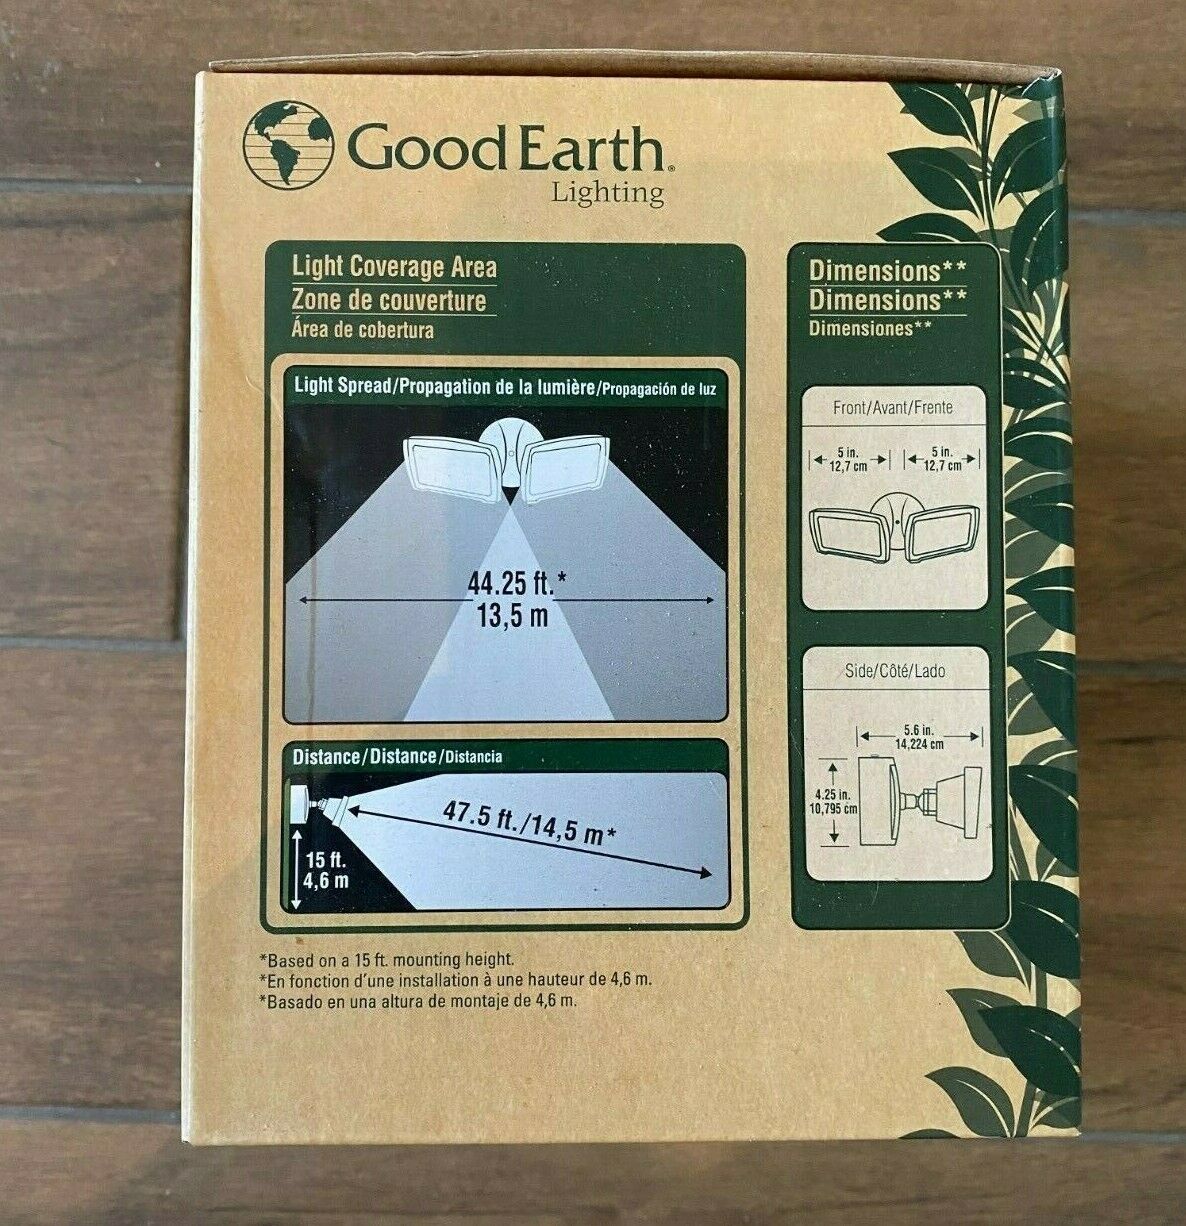 Good Earth®
Lighting
Light Coverage Area
Zone de couverture
Área de cobertura
Light Spread/Propagation de la lumière/Propagación de luz
44.25 ft.*
13,5 m
Distance/Distance/Distancia
47.5 ft./14,5 m*
15 ft.
4,6 m
*Based on a 15 ft. mounting height.
*En fonction d'une installation à une hauteur de 4,6 m.
*Basado en una altura de montaje de 4,6 m.
Dimensions**
Dimensions**
Dimensiones**
Front/Avant/Frente
5 in.
12,7 cm
5 in.
12,7 cm
Side/Côté/Lado
5.6 in.
14,224 cm
4.25 in.
10,795 cm